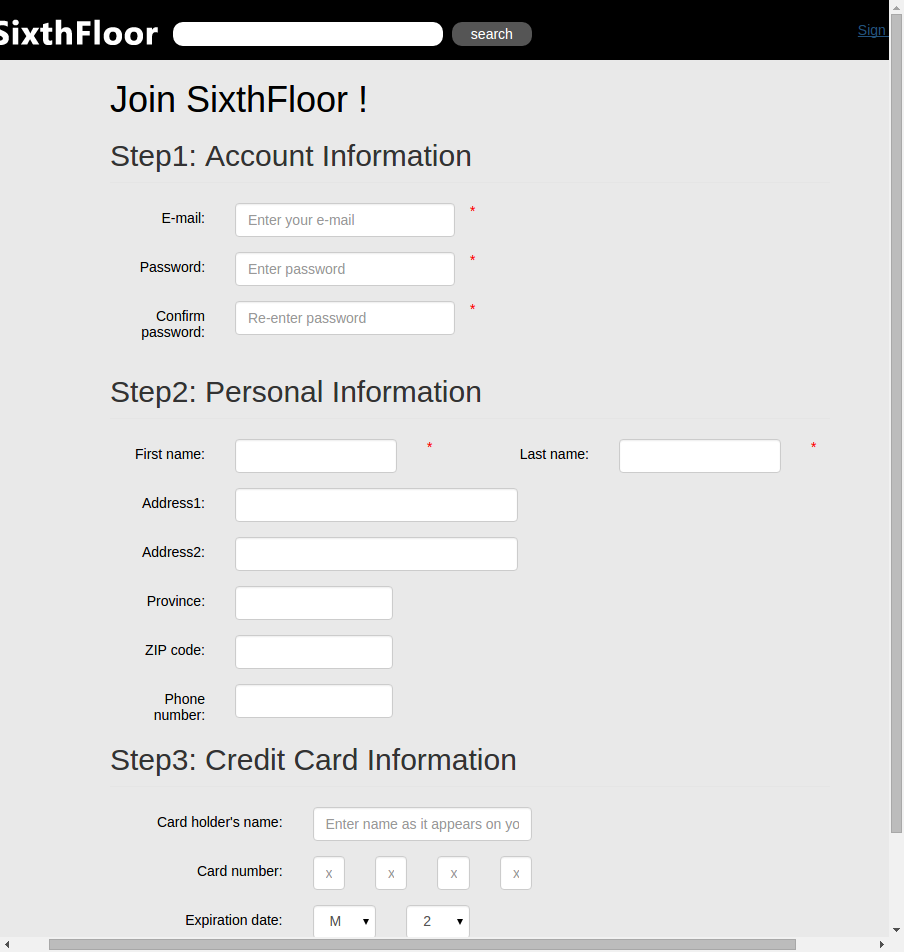 SixthFloor search Sign
Join SixthFloor !
Step1: Account Information
E-mail: Enter your e-mail *
Password: Enter password *
Confirm password: Re-enter password *
Step2: Personal Information
First name: * Last name: *
Address1:
Address2:
Province:
ZIP code:
Phone
number:
Step3: Credit Card Information
Card holder's name: Enter name as it appears on yo
Card number: x x x x
Expiration date: M 2